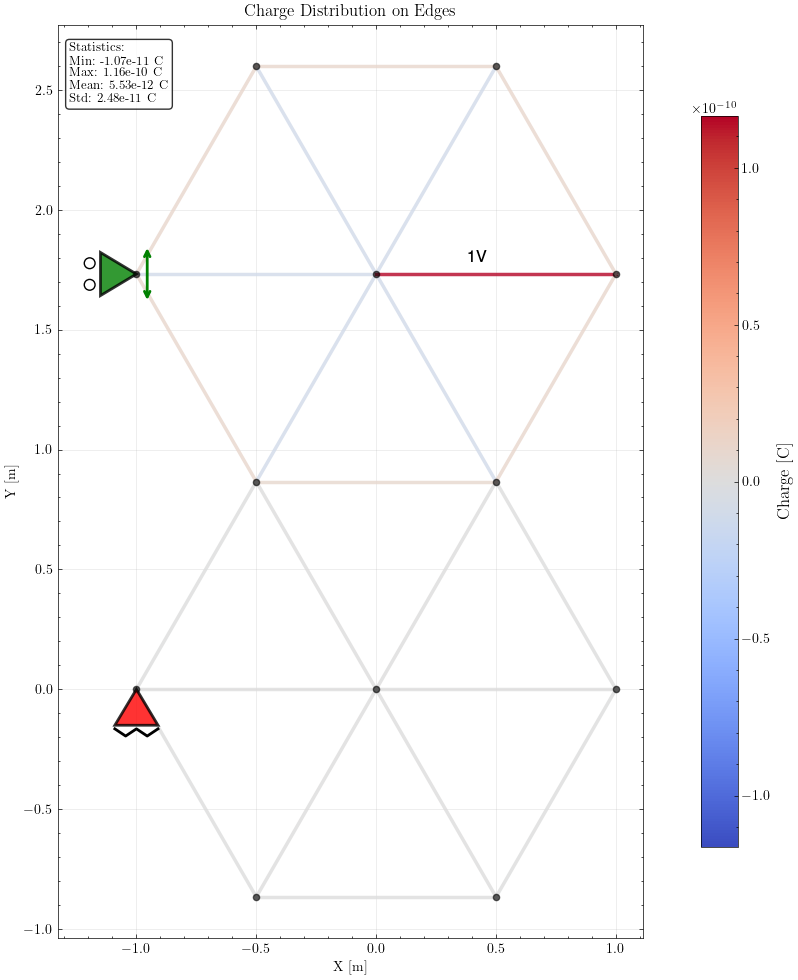 Charge Distribution on Edges
Statistics:
Min: -1.07e-11 C
Max: 1.16e-10 C
Mean: 5.53e-12 C
Std: 2.48e-11 C
×10⁻¹⁰
2.5
2.0
1.5
1.0
0.5
0.0
−0.5
−1.0
Y [m]
1V
−1.0
−0.5
0.0
0.5
1.0
X [m]
1.0
0.5
0.0
−0.5
−1.0
Charge [C]